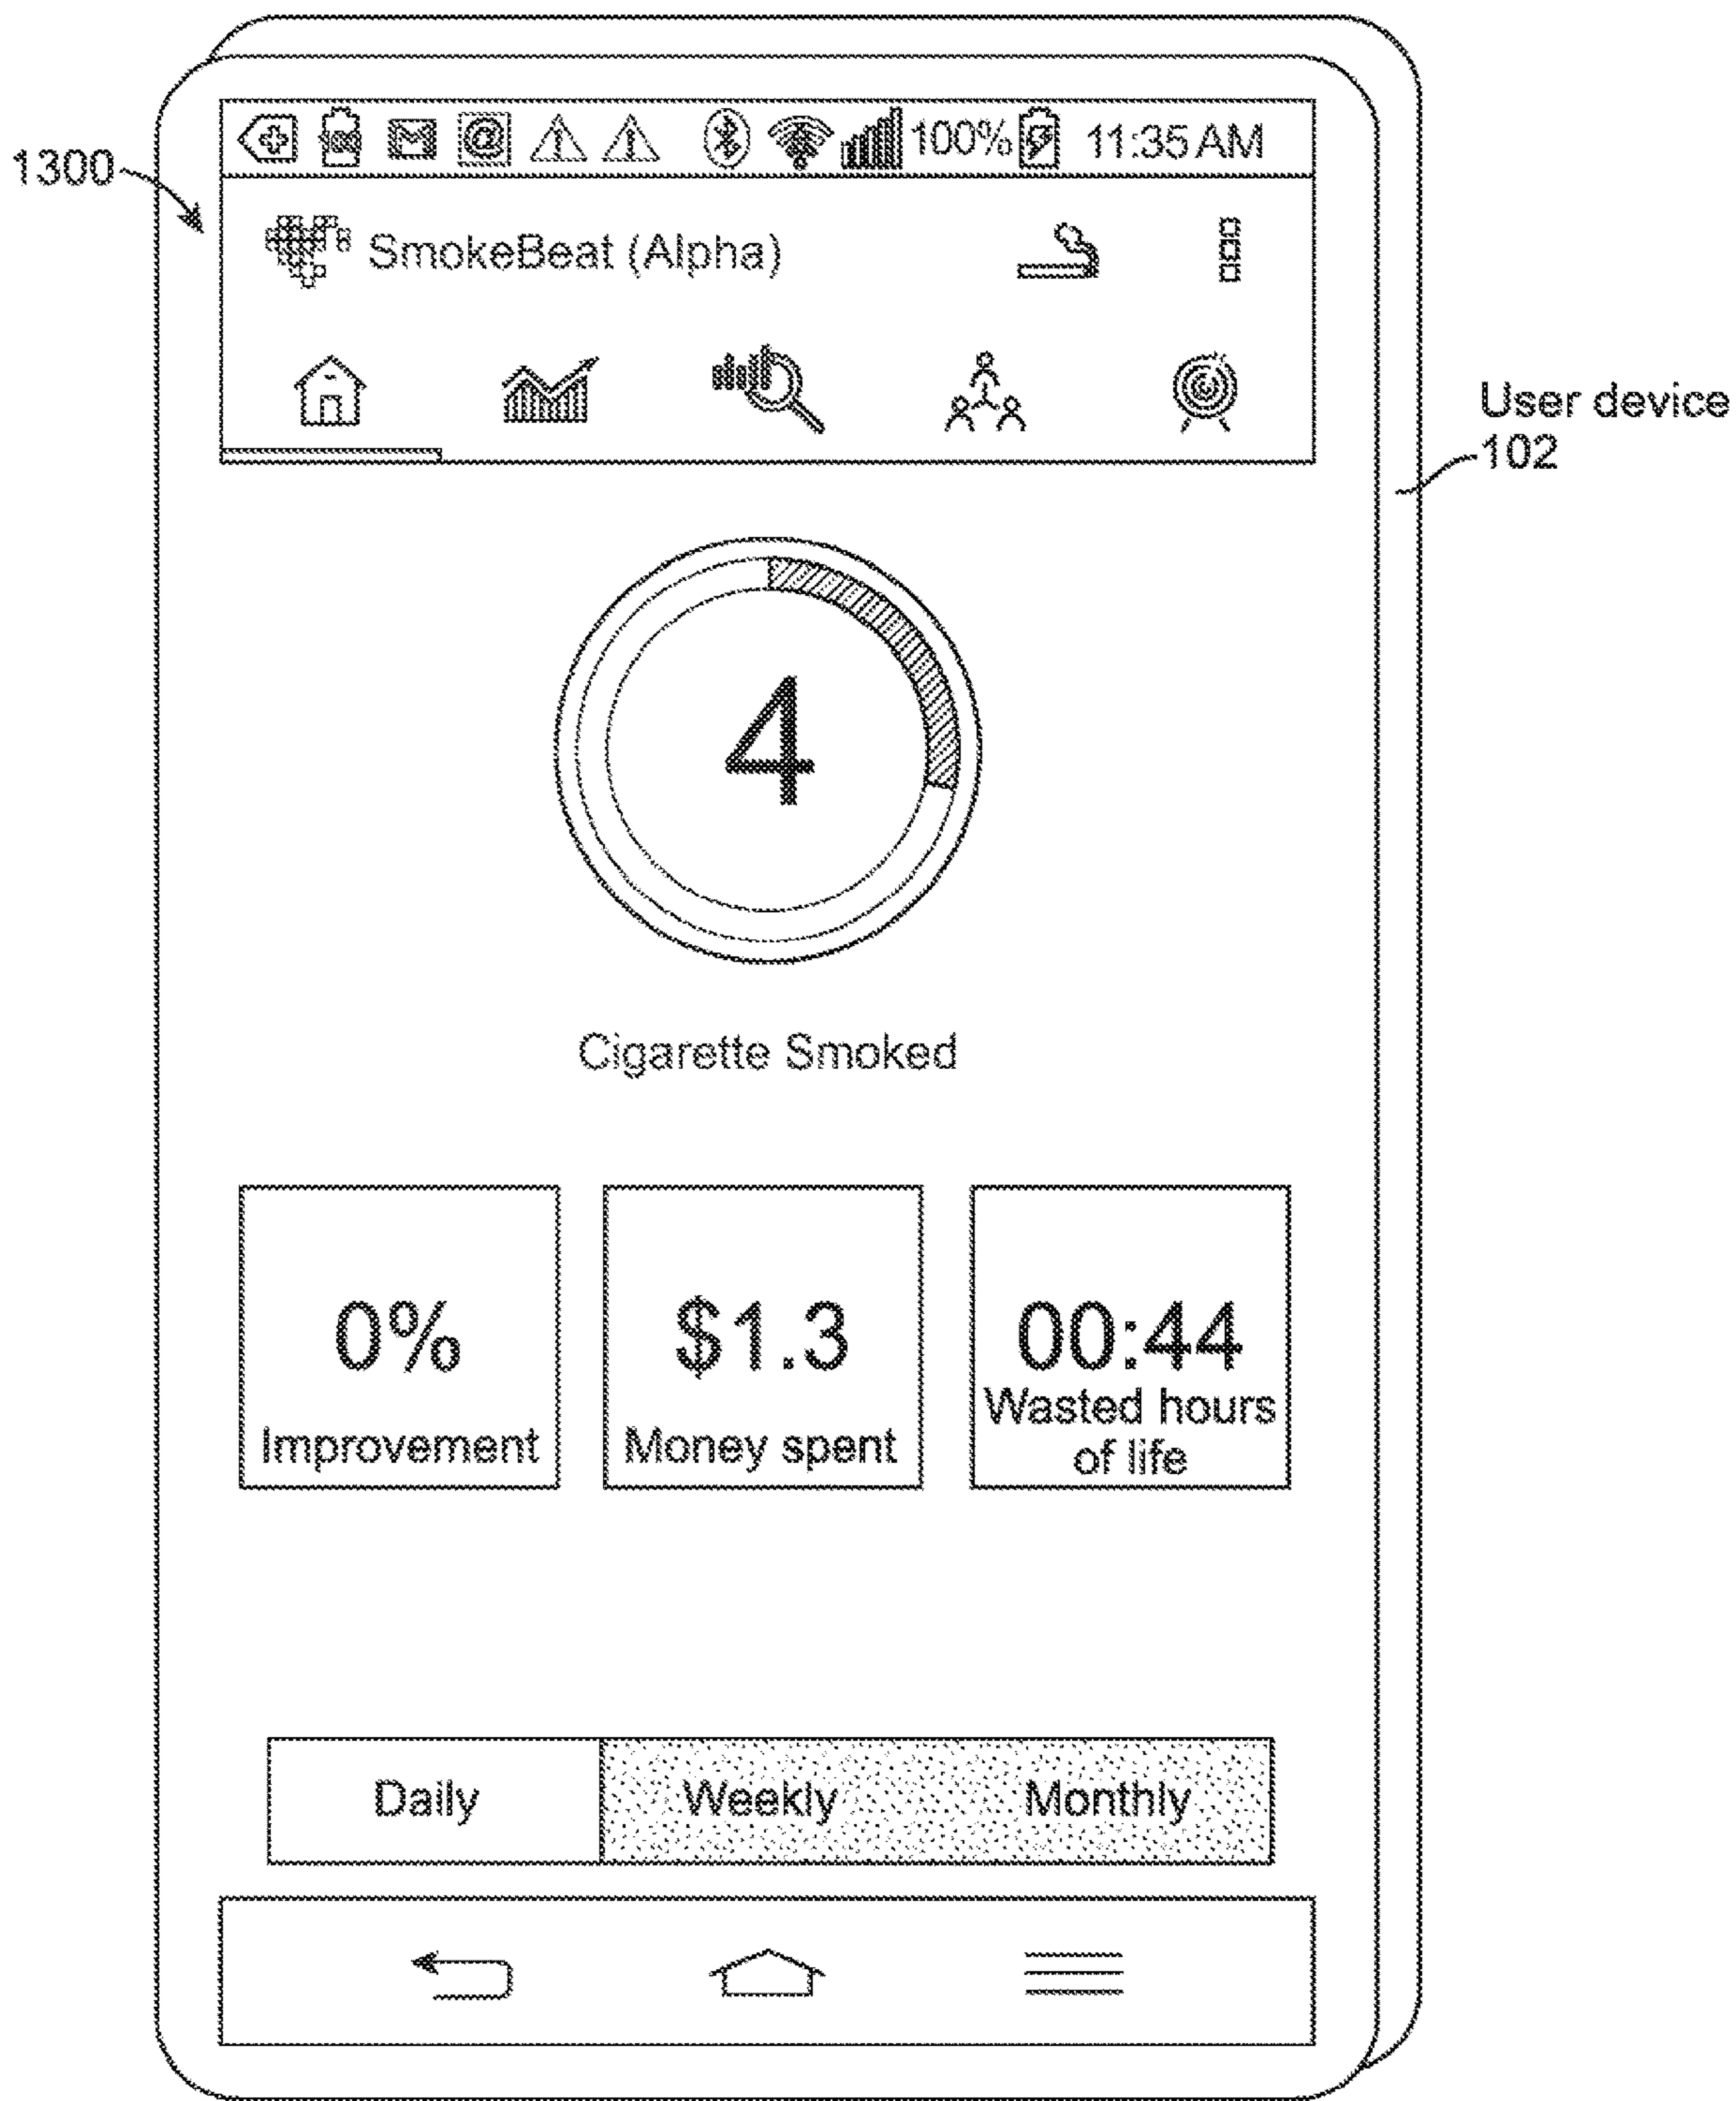 100% 11:35 AM
1300
SmokeBeat (Alpha)
User device
102
4
Cigarette Smoked
0%
Improvement
$1.3
Money spent
00:44
Wasted hours
of life
Daily Weekly Monthly